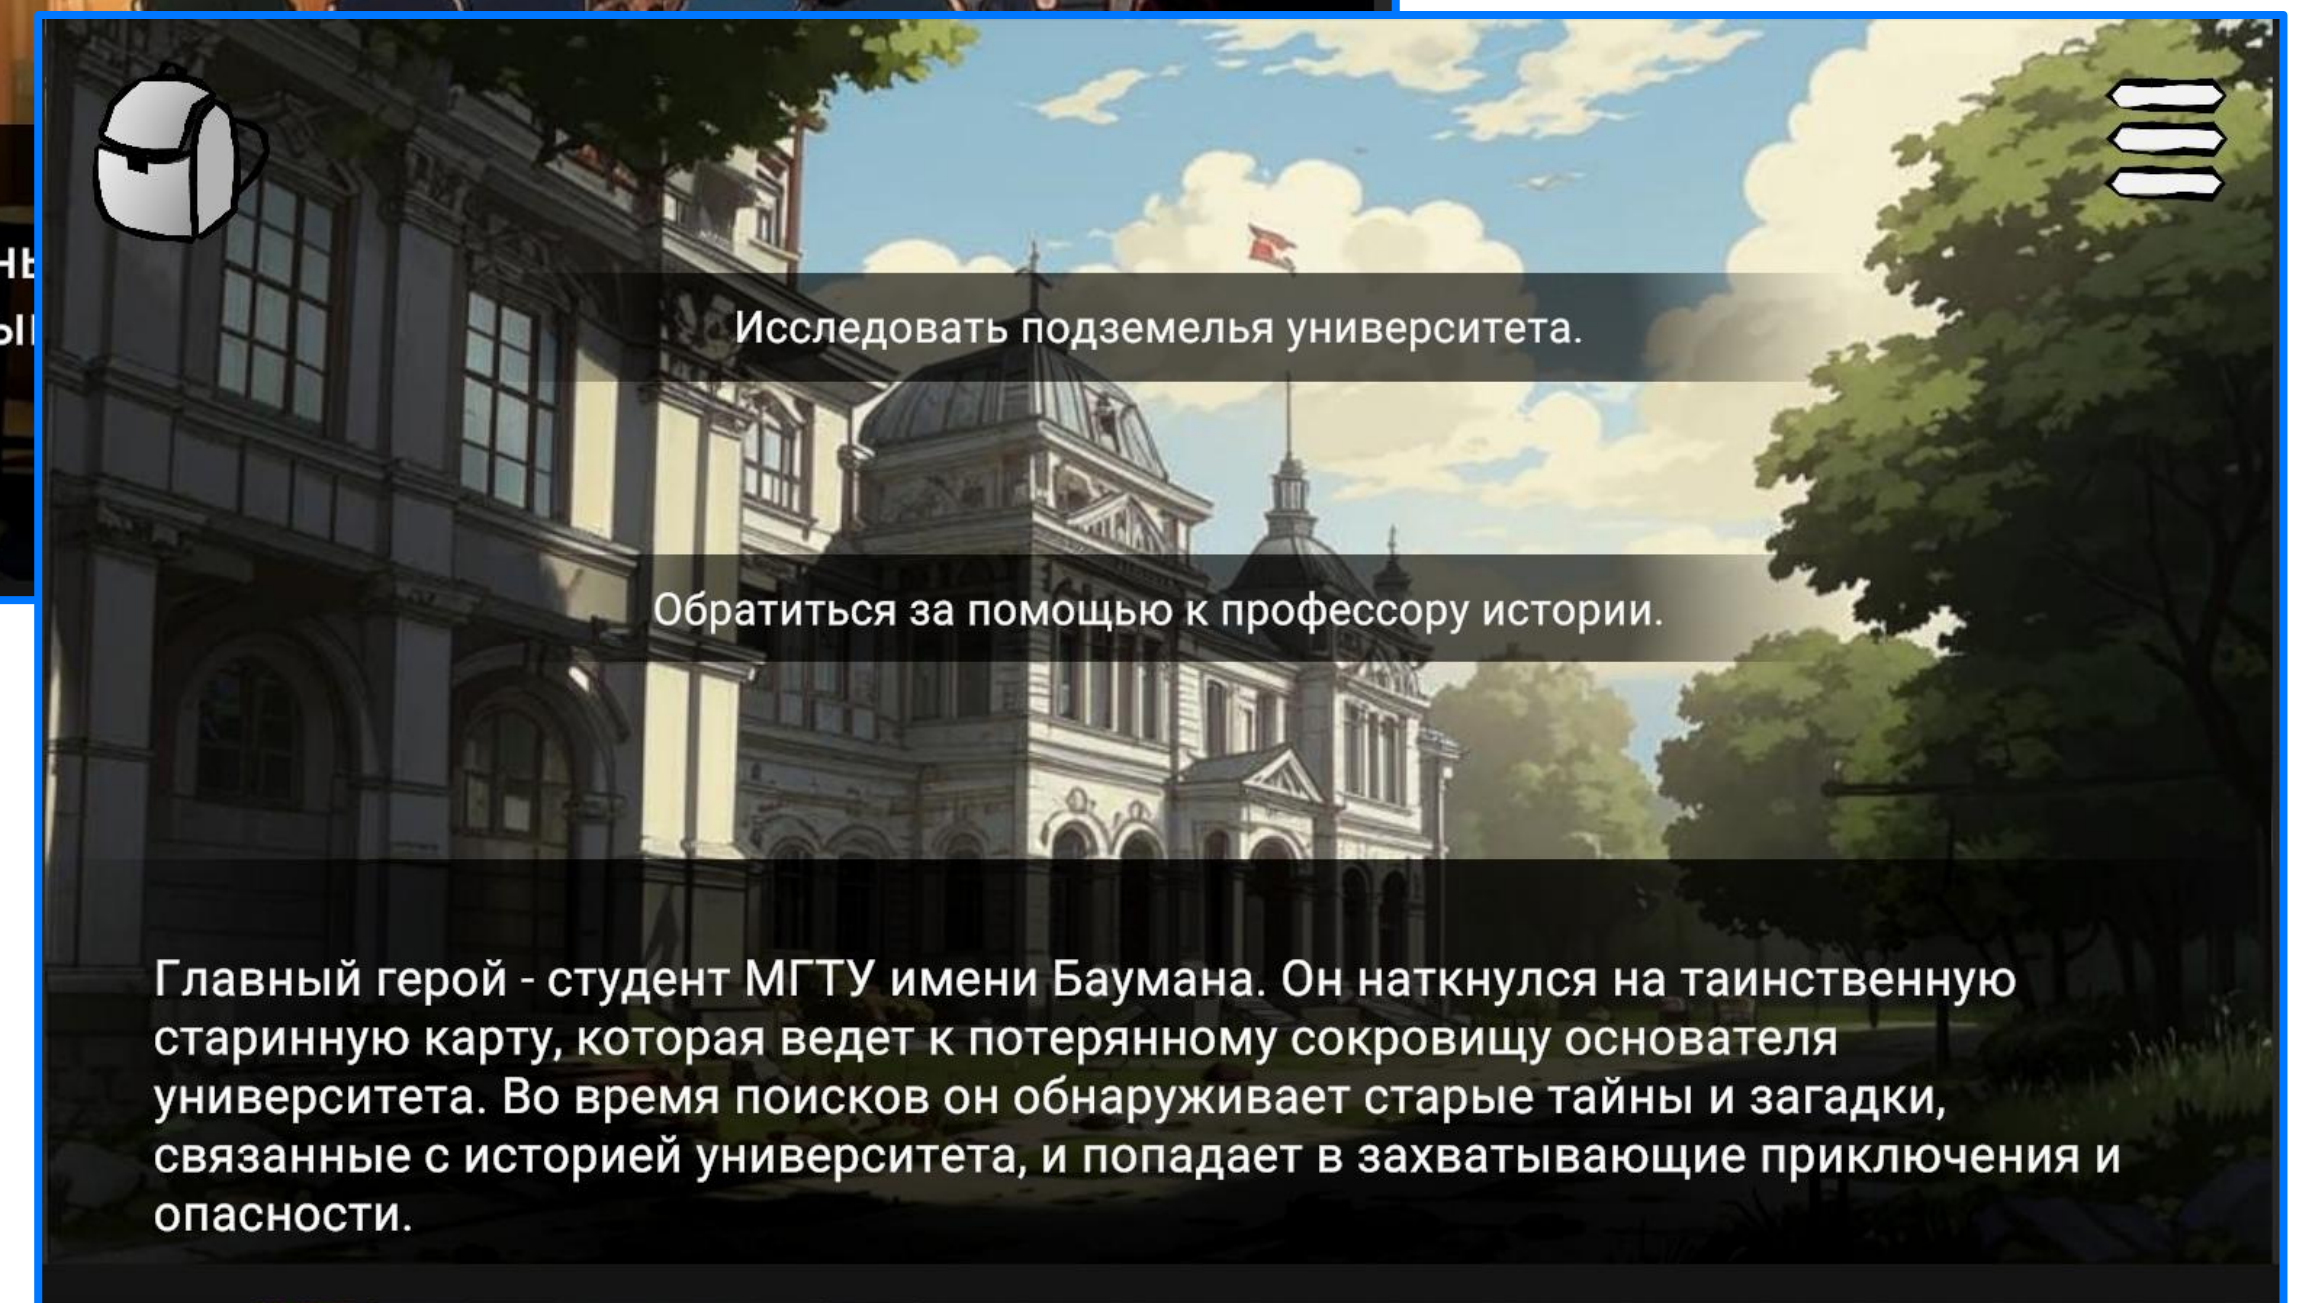 Исследовать подземелья университета.
Обратиться за помощью к профессору истории.
Главный герой - студент МГТУ имени Баумана. Он наткнулся на таинственную
старинную карту, которая ведет к потерянному сокровищу основателя
университета. Во время поисков он обнаруживает старые тайны и загадки,
связанные с историей университета, и попадает в захватывающие приключения и
опасности.